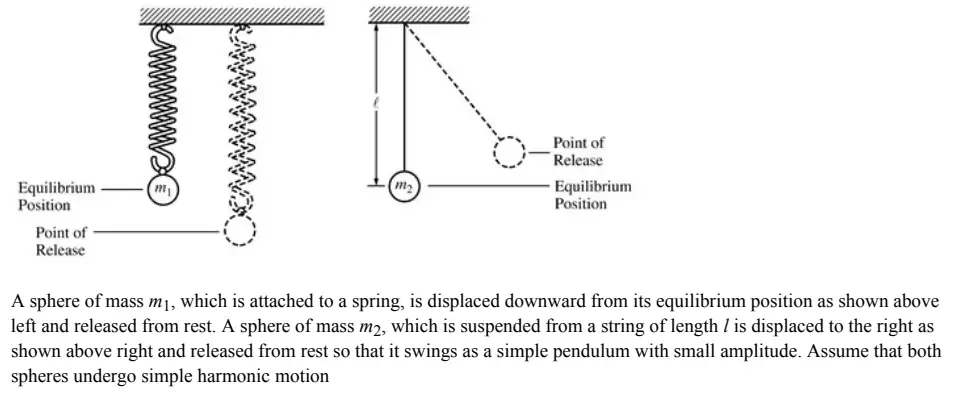 ℓ
Point of
Release
Equilibrium
Position
m₁
m₂
Equilibrium
Position
Point of
Release
A sphere of mass m₁, which is attached to a spring, is displaced downward from its equilibrium position as shown above
left and released from rest. A sphere of mass m₂, which is suspended from a string of length l is displaced to the right as
shown above right and released from rest so that it swings as a simple pendulum with small amplitude. Assume that both
spheres undergo simple harmonic motion